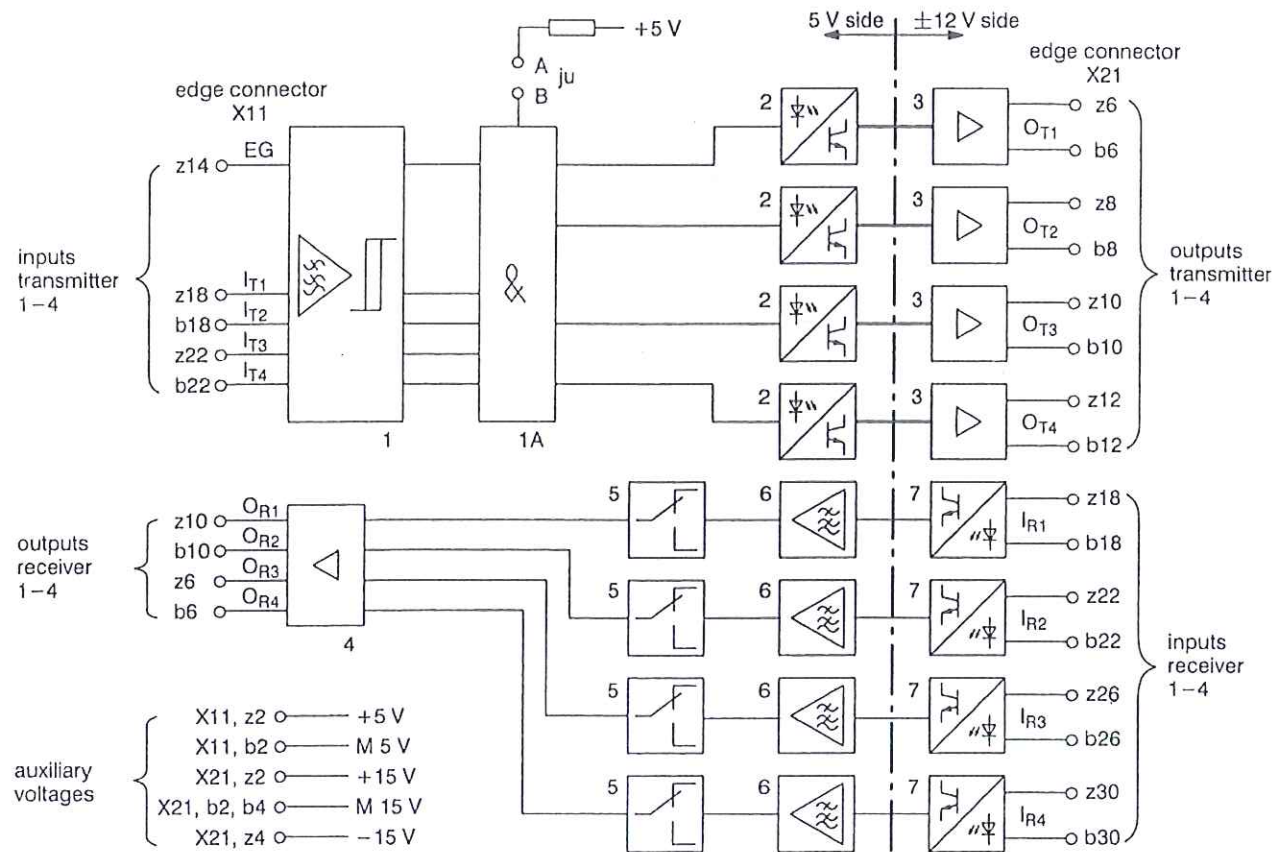 5 V side
±12 V side
+5 V
A
B
ju
edge connector
X11
edge connector
X21
EG
z14
inputs
transmitter
1–4
z18
I_T1
b18
I_T2
z22
I_T3
b22
I_T4
1
&
1A
2
3
z6
O_T1
b6
2
3
z8
O_T2
b8
2
3
z10
O_T3
b10
2
3
z12
O_T4
b12
outputs
transmitter
1–4
outputs
receiver
1–4
z10
O_R1
b10
O_R2
z6
O_R3
b6
O_R4
4
5
6
7
z18
I_R1
b18
5
6
7
z22
I_R2
b22
5
6
7
z26
I_R3
b26
5
6
7
z30
I_R4
b30
inputs
receiver
1–4
auxiliary
voltages
X11, z2 +5 V
X11, b2 M 5 V
X21, z2 +15 V
X21, b2, b4 M 15 V
X21, z4 −15 V